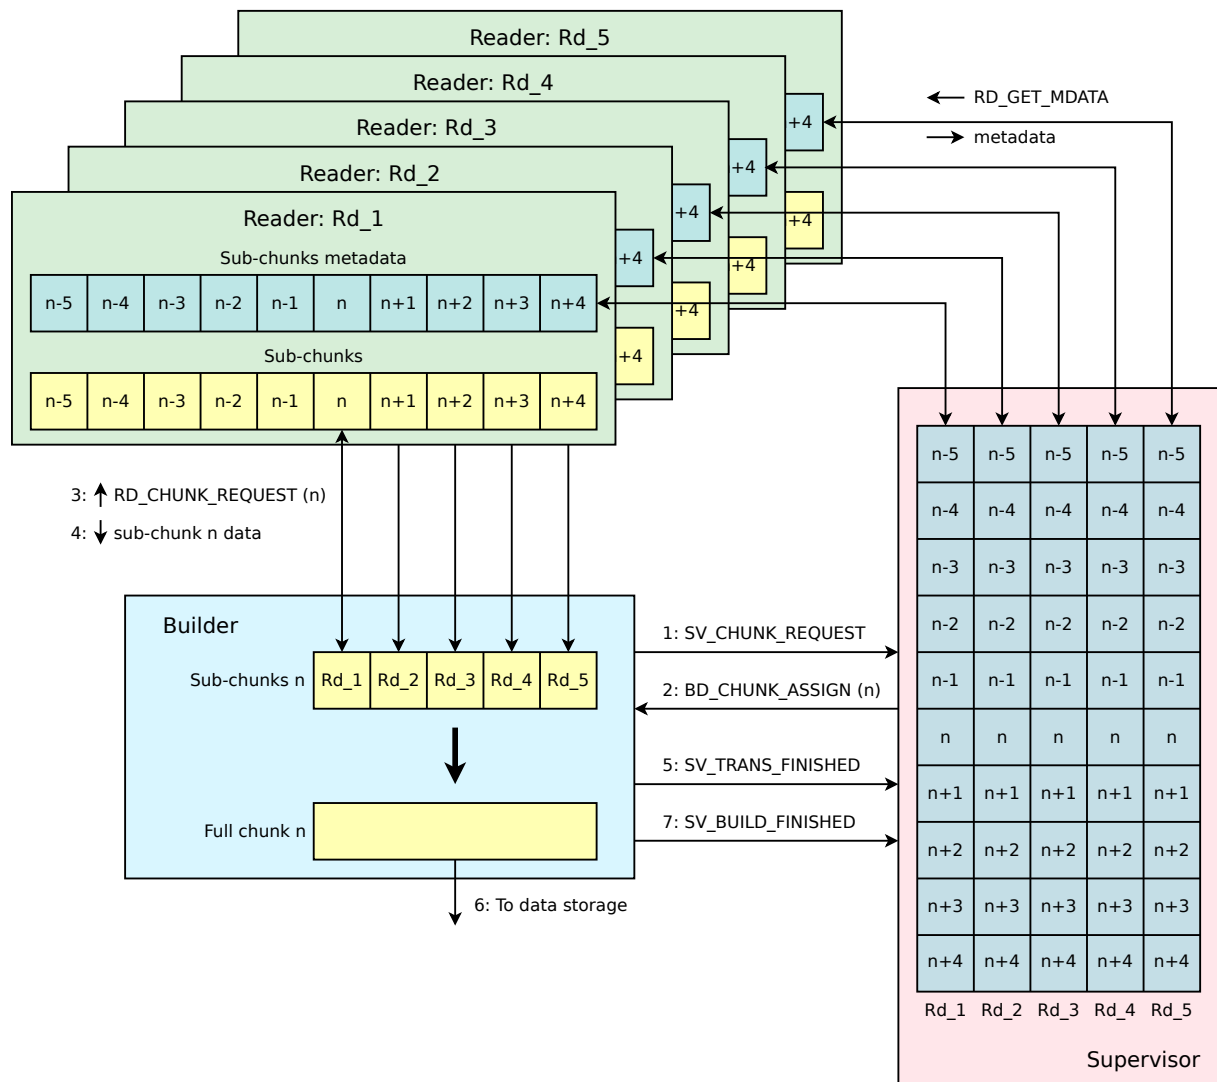 Reader: Rd_5
Reader: Rd_4
Reader: Rd_3
Reader: Rd_2
Reader: Rd_1
+4
+4
+4
+4
+4
+4
+4
+4
RD_GET_MDATA
metadata
Sub-chunks metadata
n-5 n-4 n-3 n-2 n-1 n n+1 n+2 n+3 n+4
Sub-chunks
n-5 n-4 n-3 n-2 n-1 n n+1 n+2 n+3 n+4
3: RD_CHUNK_REQUEST (n)
4: sub-chunk n data
Builder
Sub-chunks n
Rd_1 Rd_2 Rd_3 Rd_4 Rd_5
Full chunk n
1: SV_CHUNK_REQUEST
2: BD_CHUNK_ASSIGN (n)
5: SV_TRANS_FINISHED
7: SV_BUILD_FINISHED
6: To data storage
n-5 n-5 n-5 n-5 n-5
n-4 n-4 n-4 n-4 n-4
n-3 n-3 n-3 n-3 n-3
n-2 n-2 n-2 n-2 n-2
n-1 n-1 n-1 n-1 n-1
n n n n n
n+1 n+1 n+1 n+1 n+1
n+2 n+2 n+2 n+2 n+2
n+3 n+3 n+3 n+3 n+3
n+4 n+4 n+4 n+4 n+4
Rd_1 Rd_2 Rd_3 Rd_4 Rd_5
Supervisor